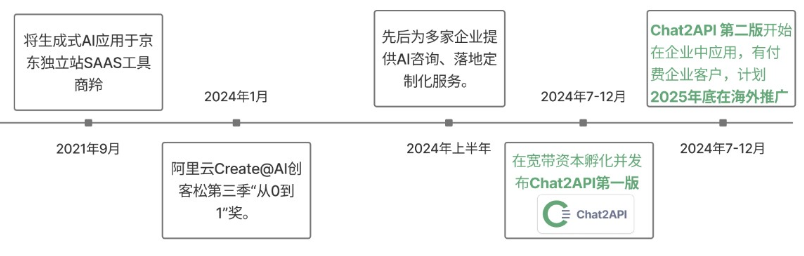 将生成式AI应用于京
东独立站SAAS工具
商羚
2021年9月
2024年1月
阿里云Create@AI创
客松第三季“从0到
1”奖。
先后为多家企业提
供AI咨询、落地定
制化服务。
2024年上半年
2024年7-12月
在宽带资本孵化并发
布Chat2API第一版
Chat2API
Chat2API 第二版开始
在企业中应用，有付
费企业客户，计划
2025年底在海外推广
2024年7-12月